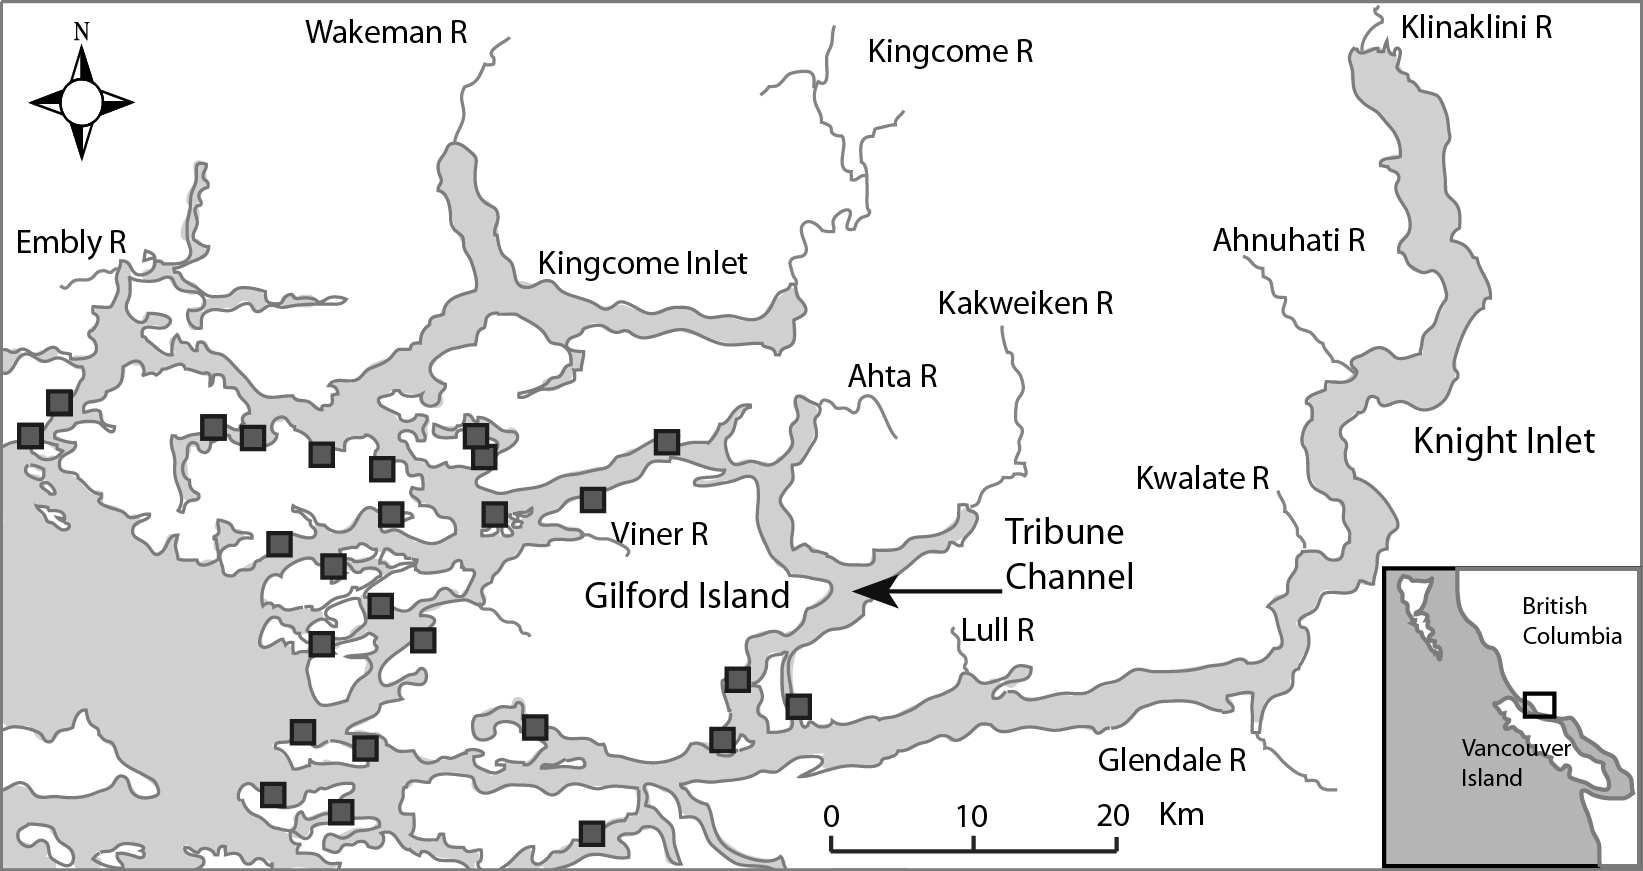 N
Wakeman R
Kingcome R
Klinaklini R
Embly R
Kingcome Inlet
Ahnuhati R
Kakweiken R
Ahta R
Knight Inlet
Kwalate R
Viner R
Tribune
Channel
Gilford Island
Lull R
British
Columbia
Vancouver
Island
Glendale R
0 10 20 Km